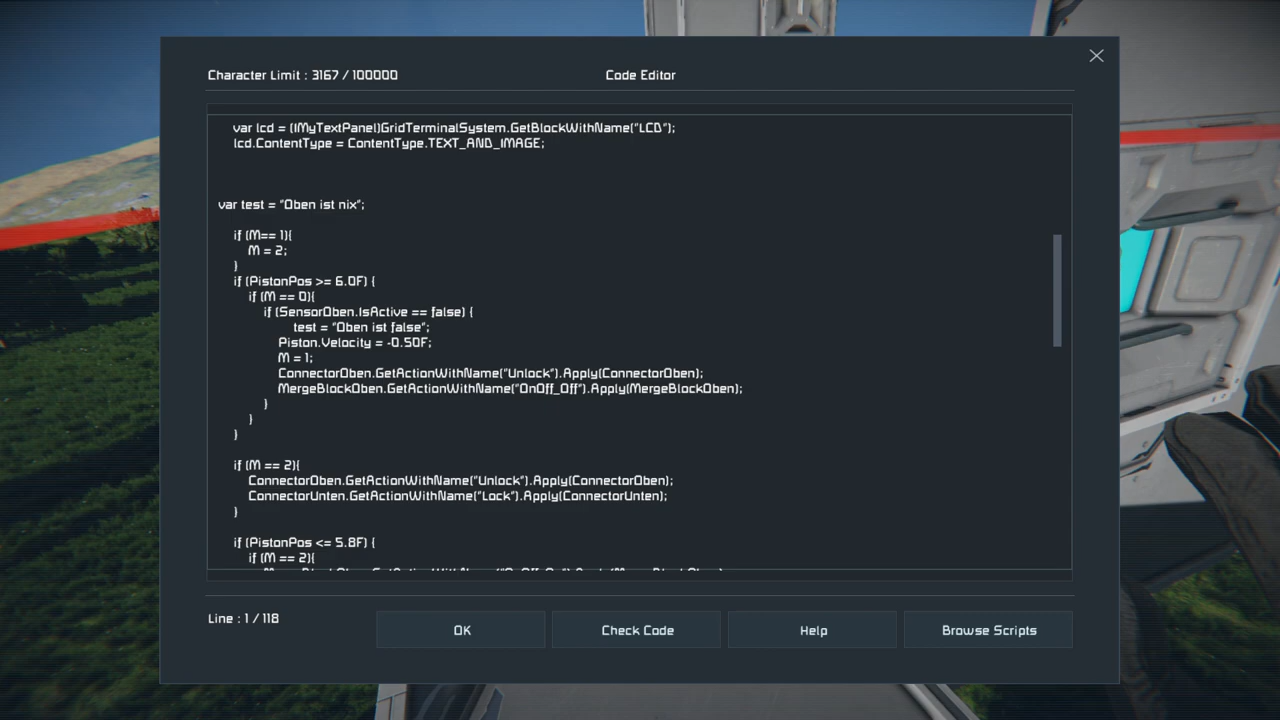 Character Limit : 3167 / 100000
Code Editor
var lcd = (IMyTextPanel)GridTerminalSystem.GetBlockWithName("LCD");
lcd.ContentType = ContentType.TEXT_AND_IMAGE;
var test = "Oben ist nix";
if (M== 1){
M = 2;
}
if (PistonPos >= 6.0F) {
if (M == 0){
if (SensorOben.IsActive == false) {
test = "Oben ist false";
Piston.Velocity = -0.50F;
M = 1;
ConnectorOben.GetActionWithName("Unlock").Apply(ConnectorOben);
MergeBlockOben.GetActionWithName("OnOff_Off").Apply(MergeBlockOben);
}
}
}
if (M == 2){
ConnectorOben.GetActionWithName("Unlock").Apply(ConnectorOben);
ConnectorUnten.GetActionWithName("Lock").Apply(ConnectorUnten);
}
if (PistonPos <= 5.8F) {
if (M == 2){
Line : 1 / 118
OK
Check Code
Help
Browse Scripts